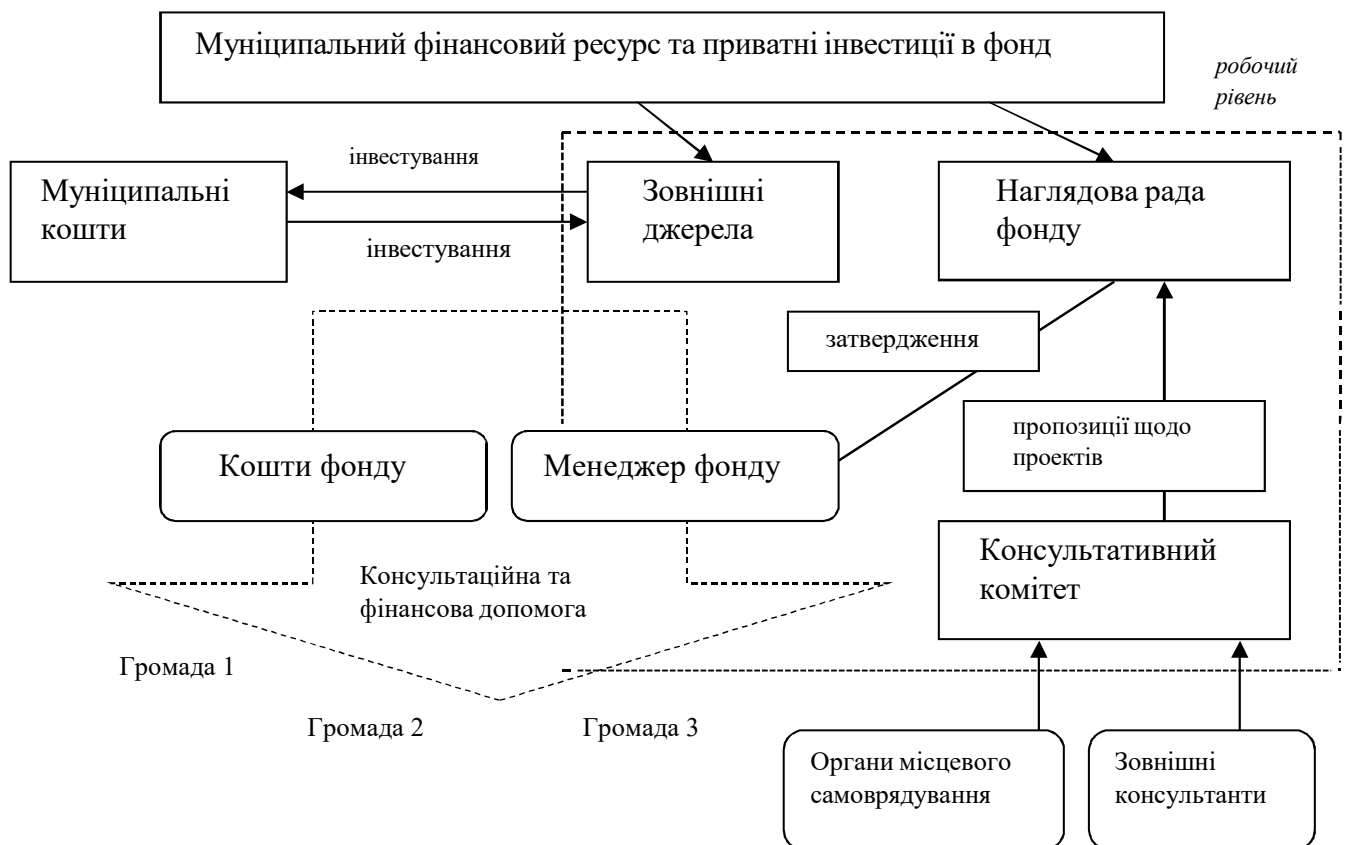 Муніципальний фінансовий ресурс та приватні інвестиції в фонд
робочий
рівень
інвестування
Муніципальні
кошти
Зовнішні
джерела
Наглядова рада
фонду
інвестування
затвердження
пропозиції щодо
проектів
Кошти фонду
Менеджер фонду
Консультативний
комітет
Консультаційна та
фінансова допомога
Громада 1
Громада 2
Громада 3
Органи місцевого
самоврядування
Зовнішні
консультанти